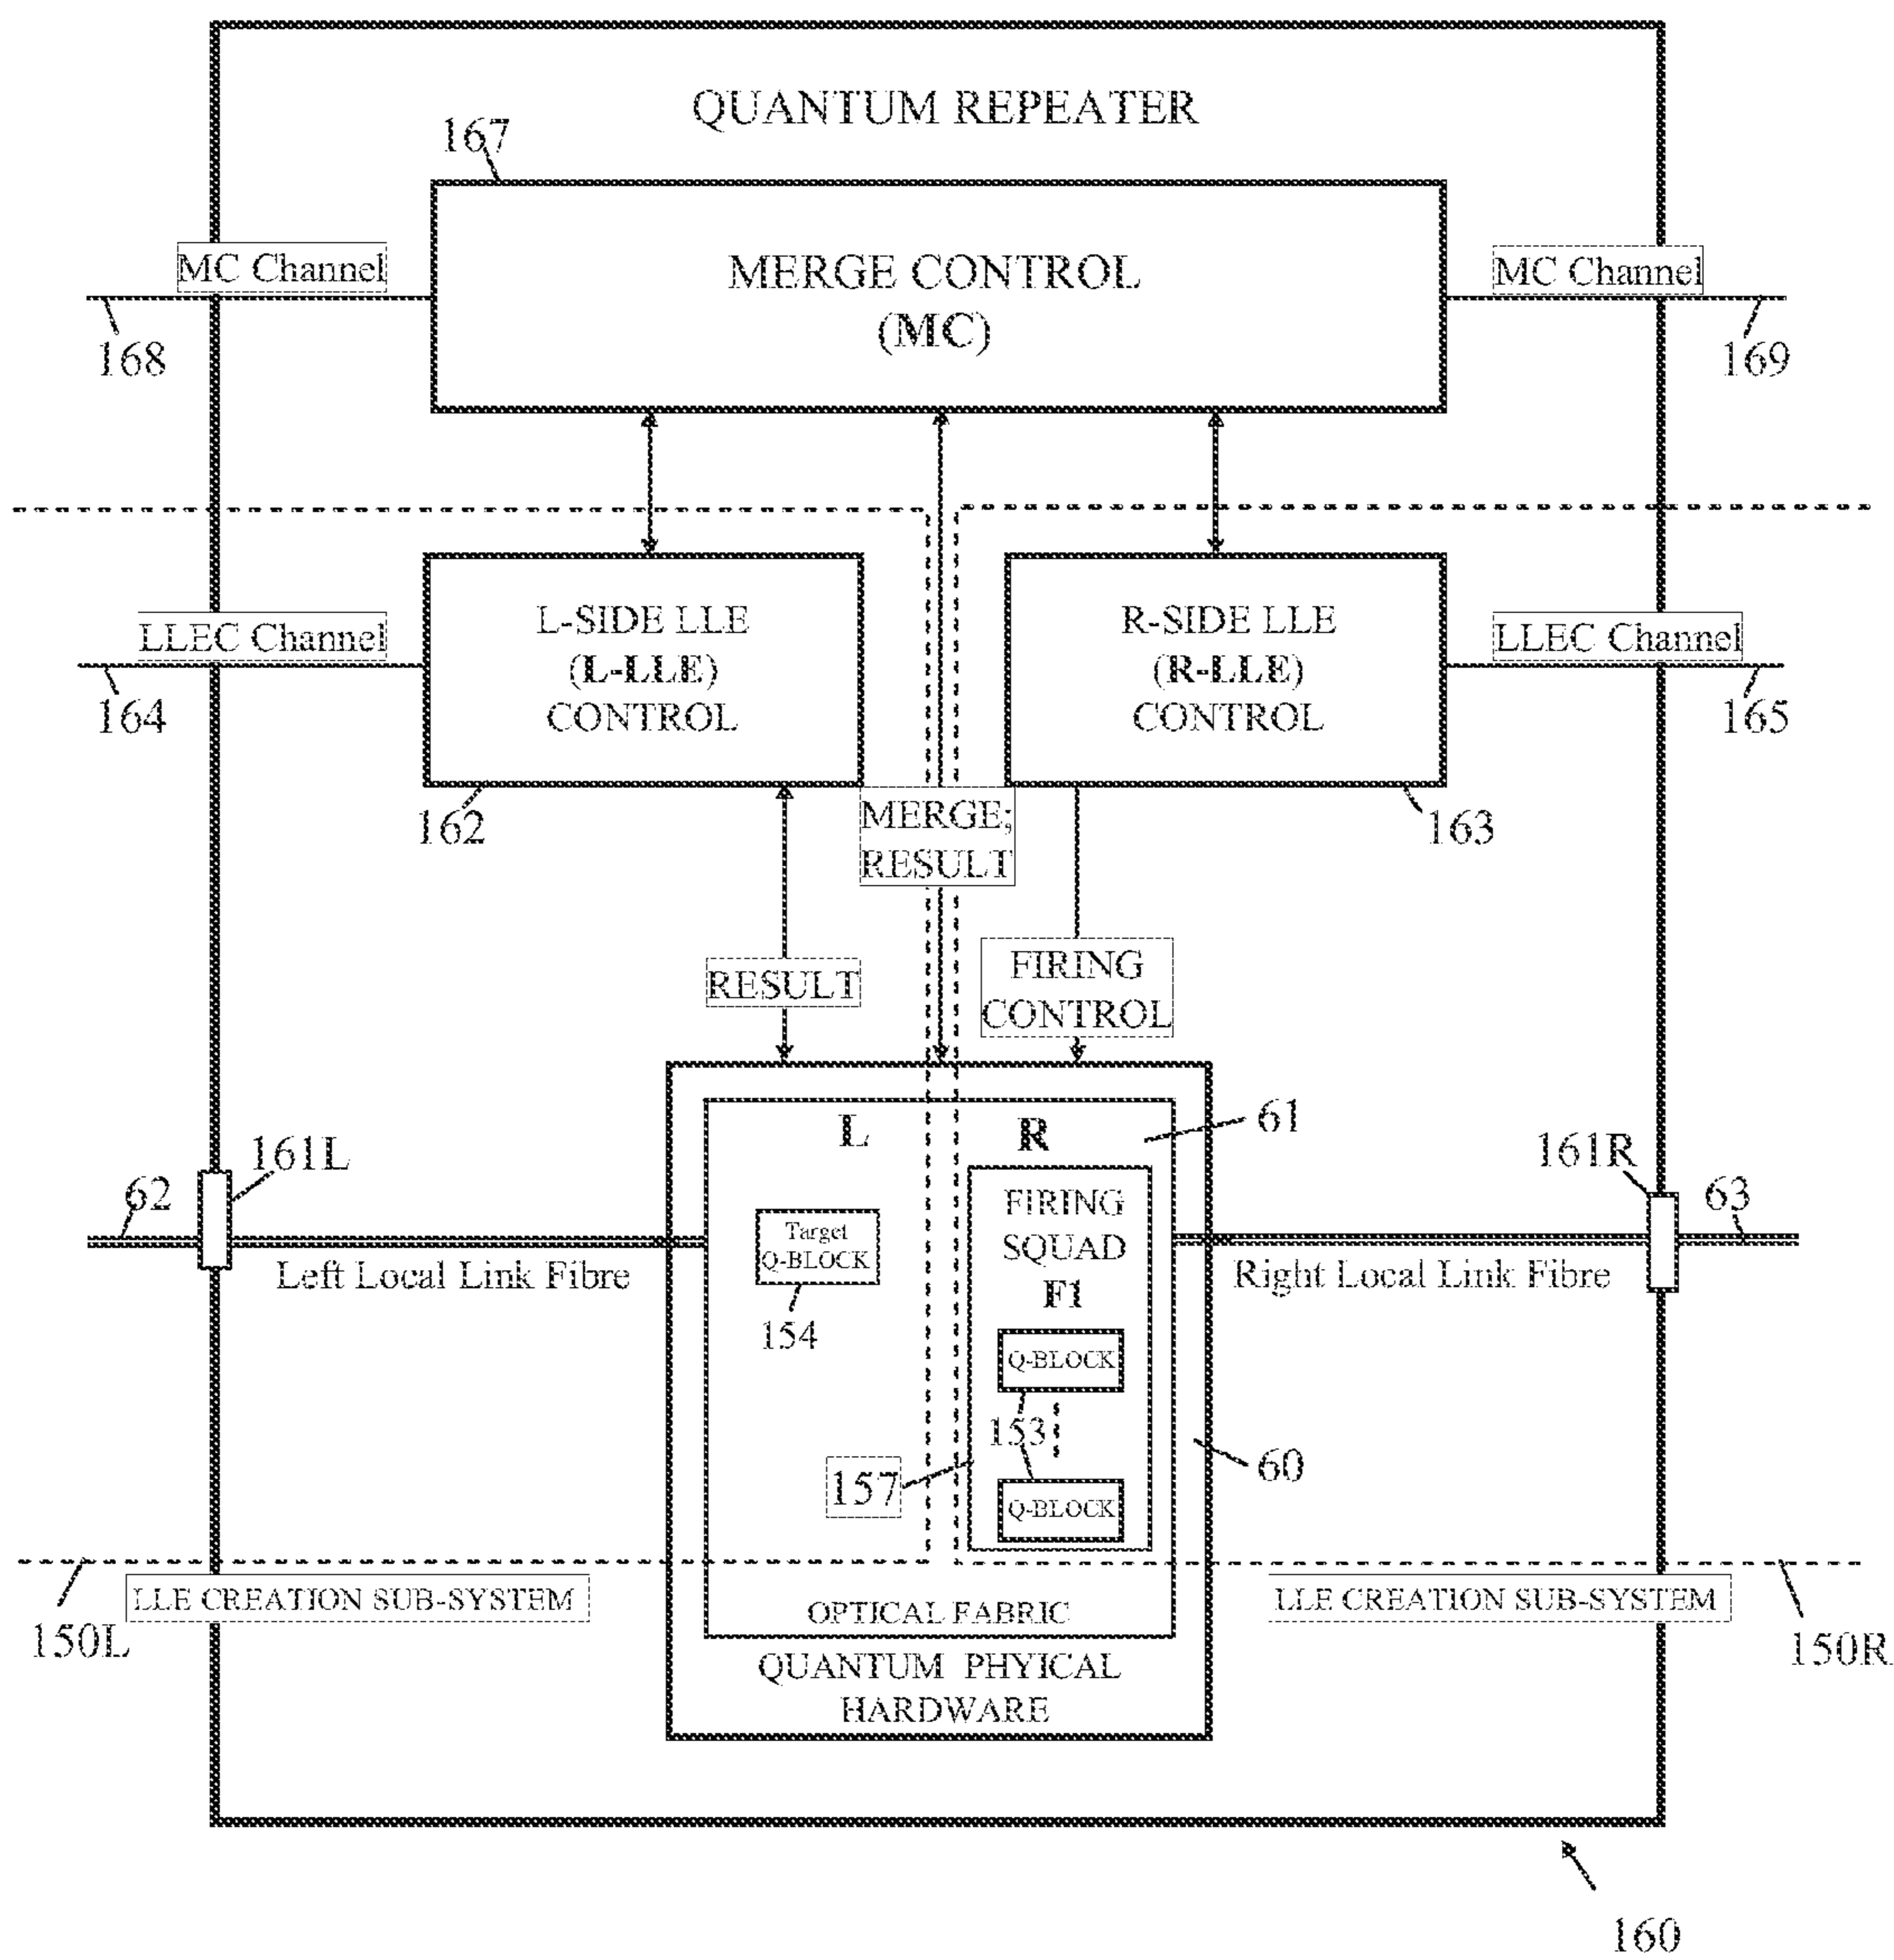 QUANTUM REPEATER
167
MC Channel
MERGE CONTROL
(MC)
MC Channel
168
169
L-SIDE LLE
(L-LLE)
CONTROL
R-SIDE LLE
(R-LLE)
CONTROL
LLEC Channel
LLEC Channel
164
165
162
MERGE;
RESULT
163
RESULT
FIRING
CONTROL
L
R
61
161L
161R
62
63
Left Local Link Fibre
Target
Q-BLOCK
154
FIRING
SQUAD
F1
Right Local Link Fibre
Q-BLOCK
153
157
60
Q-BLOCK
LLE CREATION SUB-SYSTEM
LLE CREATION SUB-SYSTEM
150L
OPTICAL FABRIC
150R
QUANTUM PHYICAL
HARDWARE
160